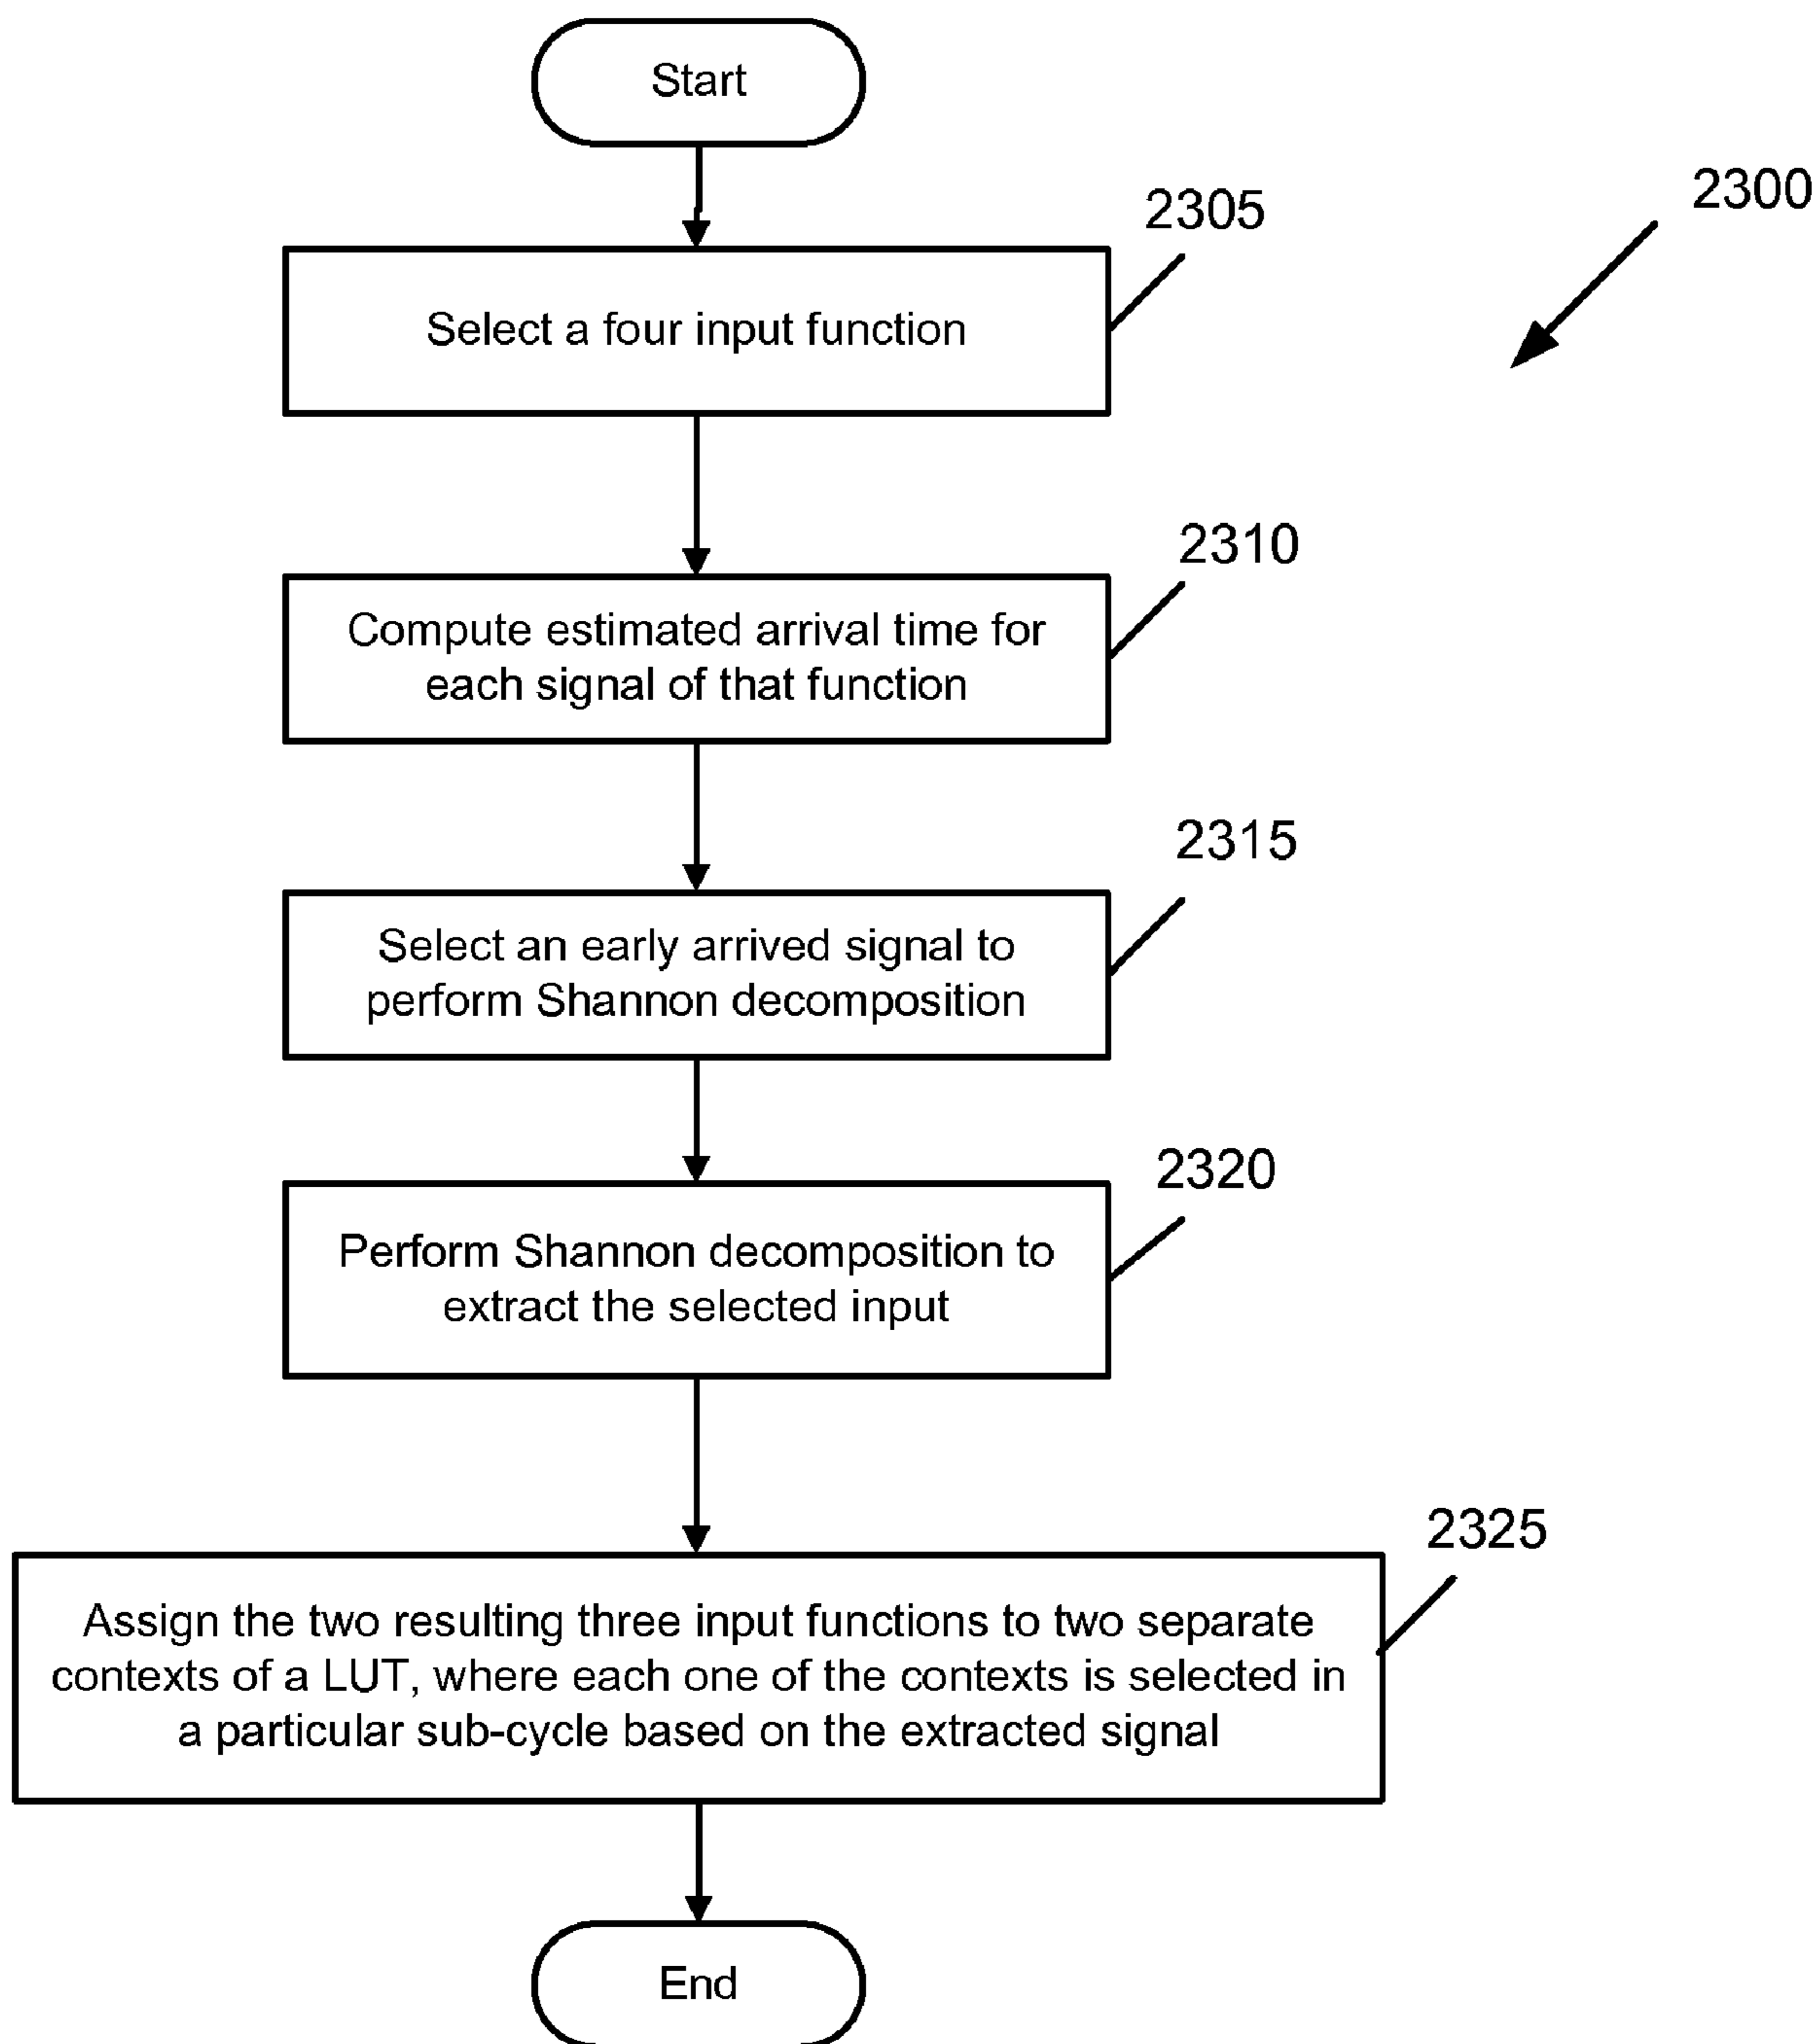 Start
2300
2305
Select a four input function
2310
Compute estimated arrival time for
each signal of that function
2315
Select an early arrived signal to
perform Shannon decomposition
2320
Perform Shannon decomposition to
extract the selected input
2325
Assign the two resulting three input functions to two separate
contexts of a LUT, where each one of the contexts is selected in
a particular sub-cycle based on the extracted signal
End